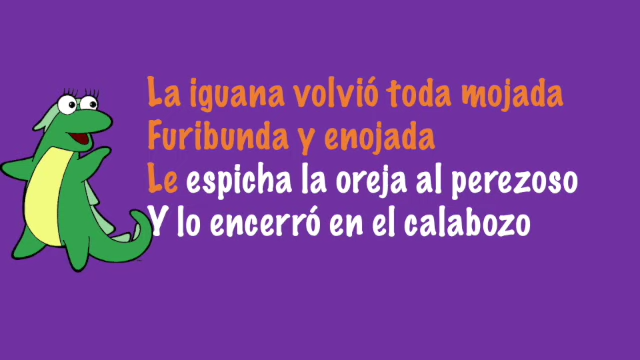 La iguana volvió toda mojada
Furibunda y enojada
Le espicha la oreja al perezoso
Y lo encerró en el calabozo